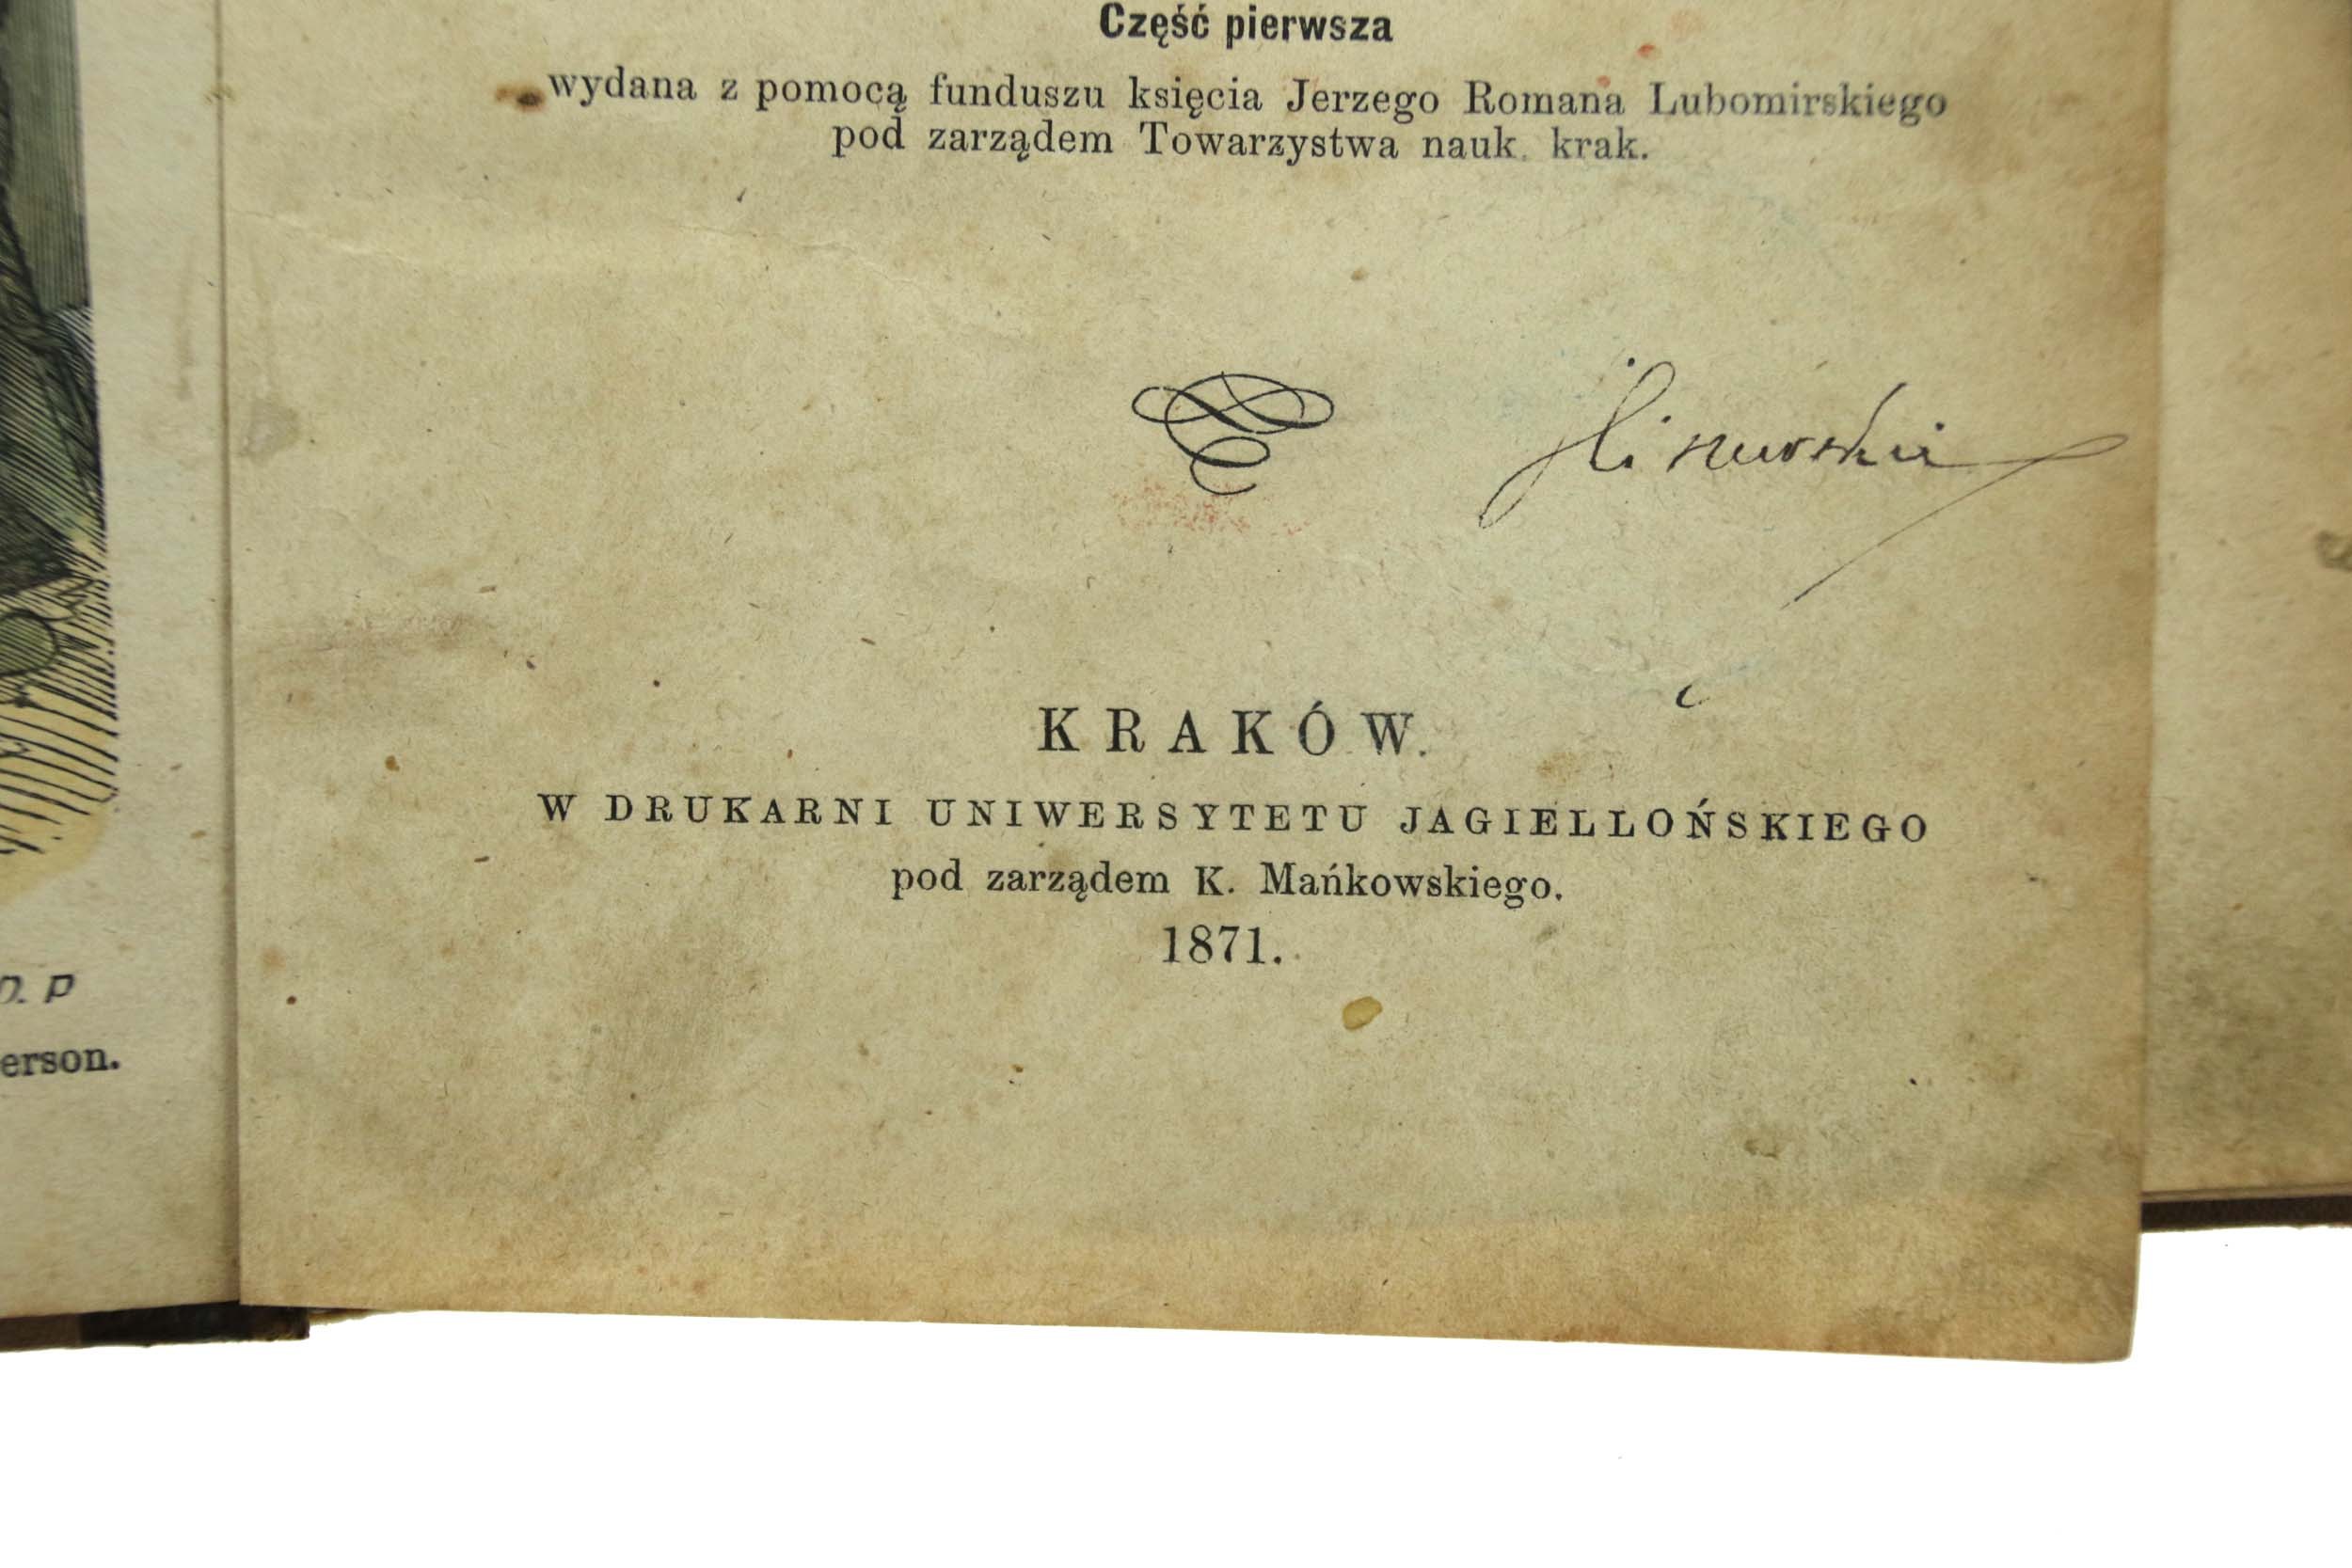 Część pierwsza
wydana z pomocą funduszu księcia Jerzego Romana Lubomirskiego
pod zarządem Towarzystwa nauk. krak.
KRAKÓW.
W DRUKARNI UNIWERSYTETU JAGIELLOŃSKIEGO
pod zarządem K. Mańkowskiego.
1871.
P
erson.